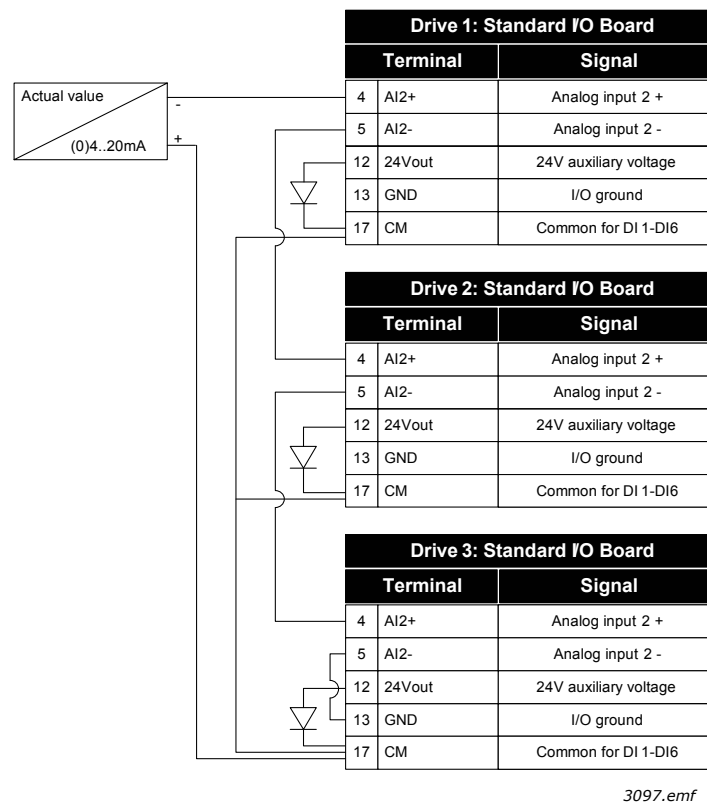 Drive 1: Standard I/O Board
Terminal Signal
Actual value
-
(0)4..20mA
+
4 AI2+ Analog input 2 +
5 AI2- Analog input 2 -
12 24Vout 24V auxiliary voltage
13 GND I/O ground
17 CM Common for DI 1-DI6
Drive 2: Standard I/O Board
Terminal Signal
4 AI2+ Analog input 2 +
5 AI2- Analog input 2 -
12 24Vout 24V auxiliary voltage
13 GND I/O ground
17 CM Common for DI 1-DI6
Drive 3: Standard I/O Board
Terminal Signal
4 AI2+ Analog input 2 +
5 AI2- Analog input 2 -
12 24Vout 24V auxiliary voltage
13 GND I/O ground
17 CM Common for DI 1-DI6
3097.emf